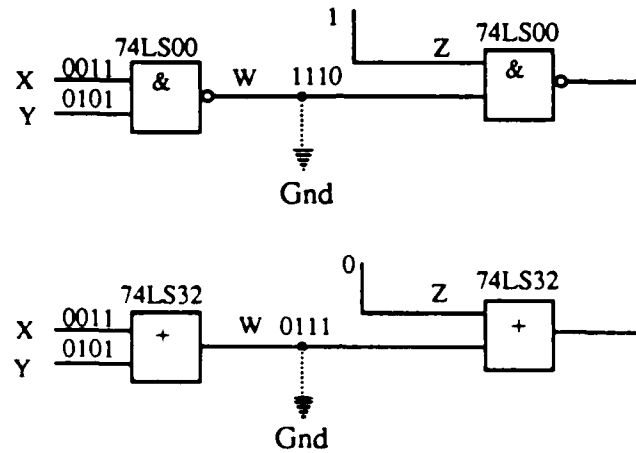 1
74LS00
74LS00
X 0011
&
W 1110
Z
&
Y 0101
Gnd
0
74LS32
74LS32
X 0011
+
W 0111
Z
+
Y 0101
Gnd